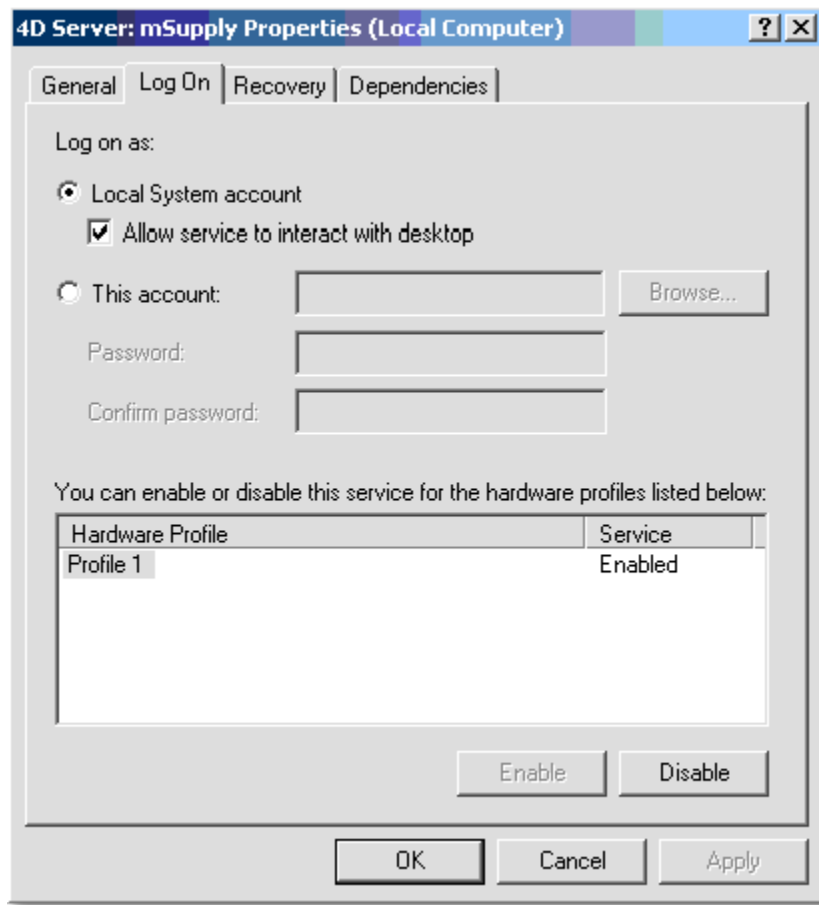 4D Server: mSupply Properties (Local Computer) ?
General Log On Recovery Dependencies
Log on as:
Local System account
Allow service to interact with desktop
This account: Browse...
Password:
Confirm password:
You can enable or disable this service for the hardware profiles listed below:
Hardware Profile Service
Profile 1 Enabled
Enable Disable
OK Cancel Apply